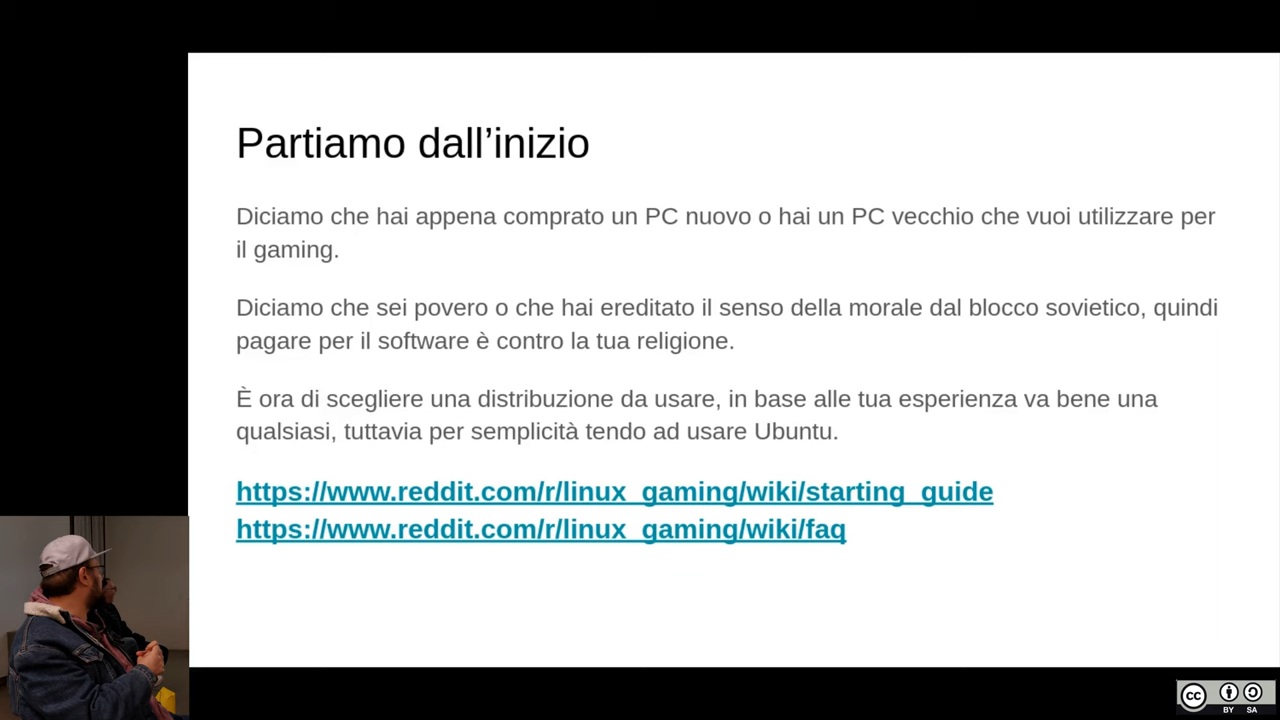 Partiamo dall’inizio
Diciamo che hai appena comprato un PC nuovo o hai un PC vecchio che vuoi utilizzare per
il gaming.
Diciamo che sei povero o che hai ereditato il senso della morale dal blocco sovietico, quindi
pagare per il software è contro la tua religione.
È ora di scegliere una distribuzione da usare, in base alle tua esperienza va bene una
qualsiasi, tuttavia per semplicità tendo ad usare Ubuntu.
https://www.reddit.com/r/linux_gaming/wiki/starting_guide
https://www.reddit.com/r/linux_gaming/wiki/faq
cc
BY SA